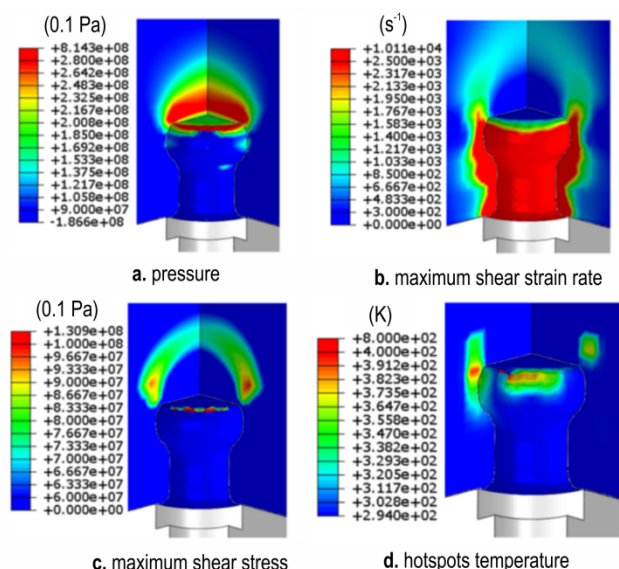 (0.1 Pa)
+8.143e+08
+2.800e+08
+2.642e+08
+2.483e+08
+2.325e+08
+2.167e+08
+2.008e+08
+1.850e+08
+1.692e+08
+1.533e+08
+1.375e+08
+1.217e+08
+1.058e+08
+9.000e+07
-1.866e+08
a. pressure
(s⁻¹)
+1.011e+04
+2.500e+03
+2.317e+03
+2.133e+03
+1.950e+03
+1.767e+03
+1.583e+03
+1.400e+03
+1.217e+03
+1.033e+03
+8.500e+02
+6.667e+02
+4.833e+02
+3.000e+02
+0.000e+00
b. maximum shear strain rate
(0.1 Pa)
+1.309e+08
+1.000e+08
+9.667e+07
+9.333e+07
+9.000e+07
+8.667e+07
+8.333e+07
+8.000e+07
+7.667e+07
+7.333e+07
+7.000e+07
+6.667e+07
+6.333e+07
+6.000e+07
+0.000e+00
c. maximum shear stress
(K)
+8.000e+02
+4.000e+02
+3.912e+02
+3.823e+02
+3.735e+02
+3.647e+02
+3.558e+02
+3.470e+02
+3.382e+02
+3.293e+02
+3.205e+02
+3.117e+02
+3.028e+02
+2.940e+02
d. hotspots temperature